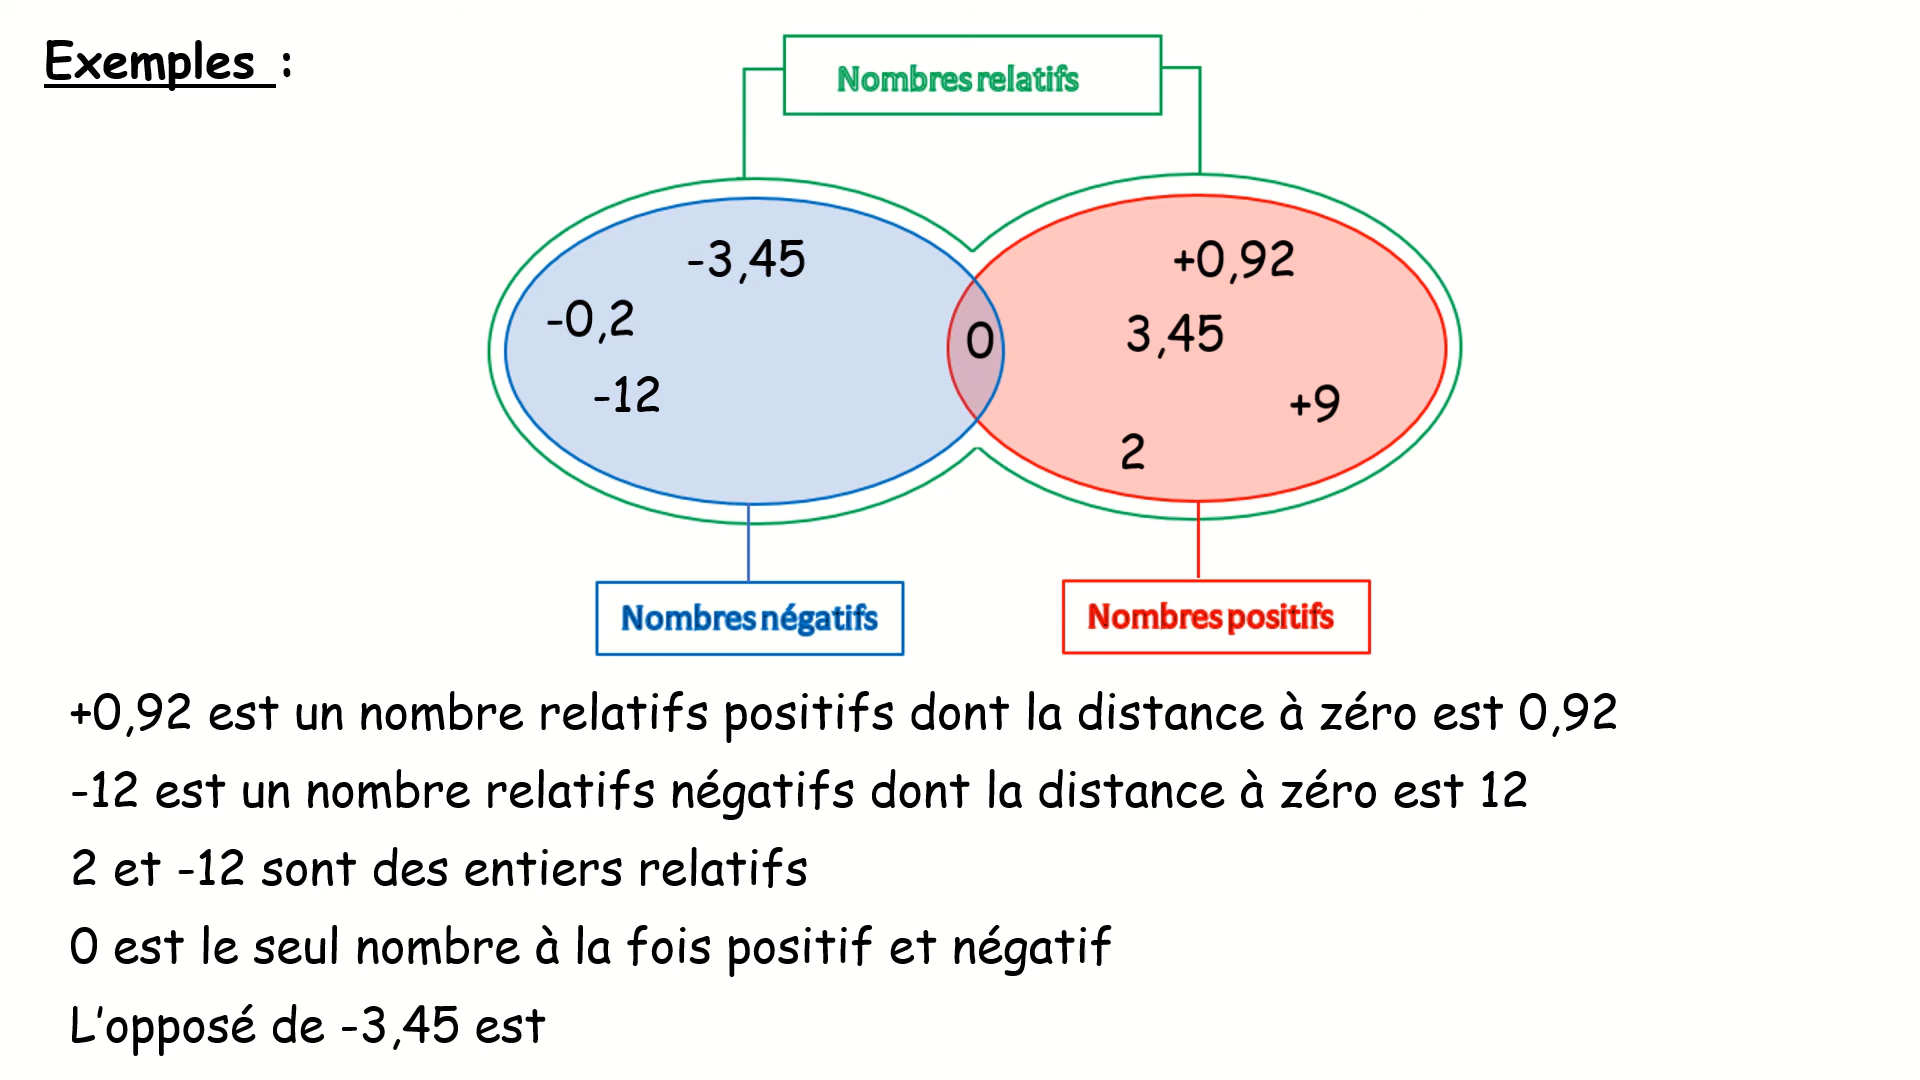 Exemples :
Nombres relatifs
-3,45
+0,92
-0,2
0
3,45
-12
+9
2
Nombres négatifs
Nombres positifs
+0,92 est un nombre relatifs positifs dont la distance à zéro est 0,92
-12 est un nombre relatifs négatifs dont la distance à zéro est 12
2 et -12 sont des entiers relatifs
0 est le seul nombre à la fois positif et négatif
L’opposé de -3,45 est